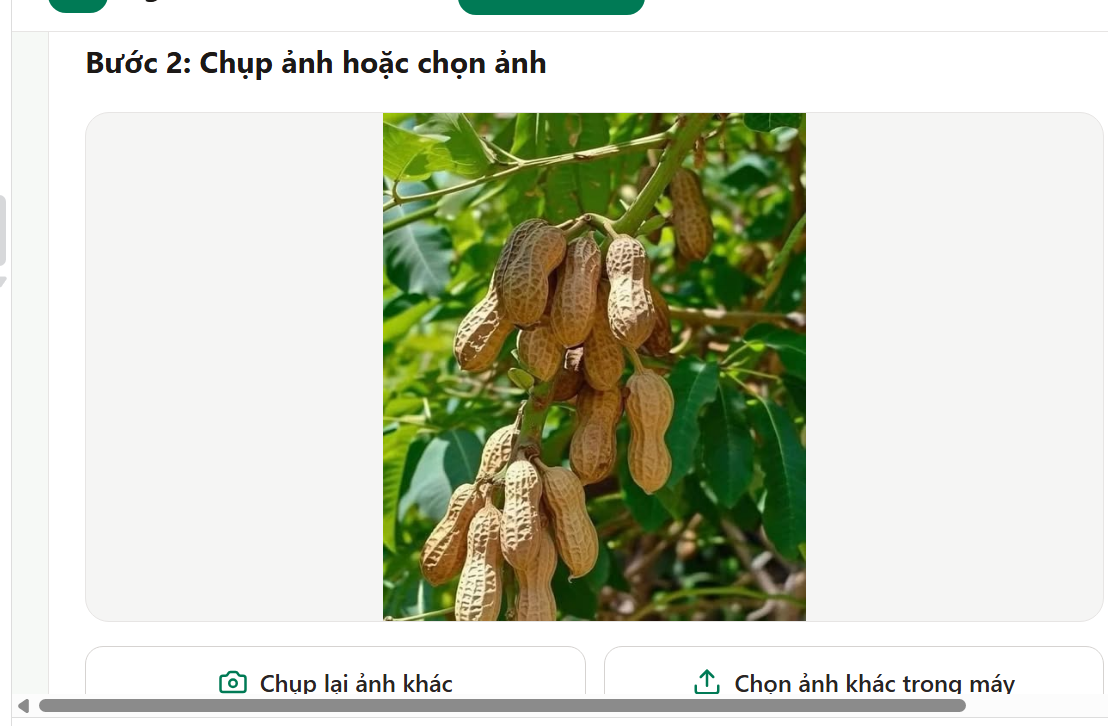 Bước 2: Chụp ảnh hoặc chọn ảnh
Chụp lại ảnh khác
Chọn ảnh khác trong máy